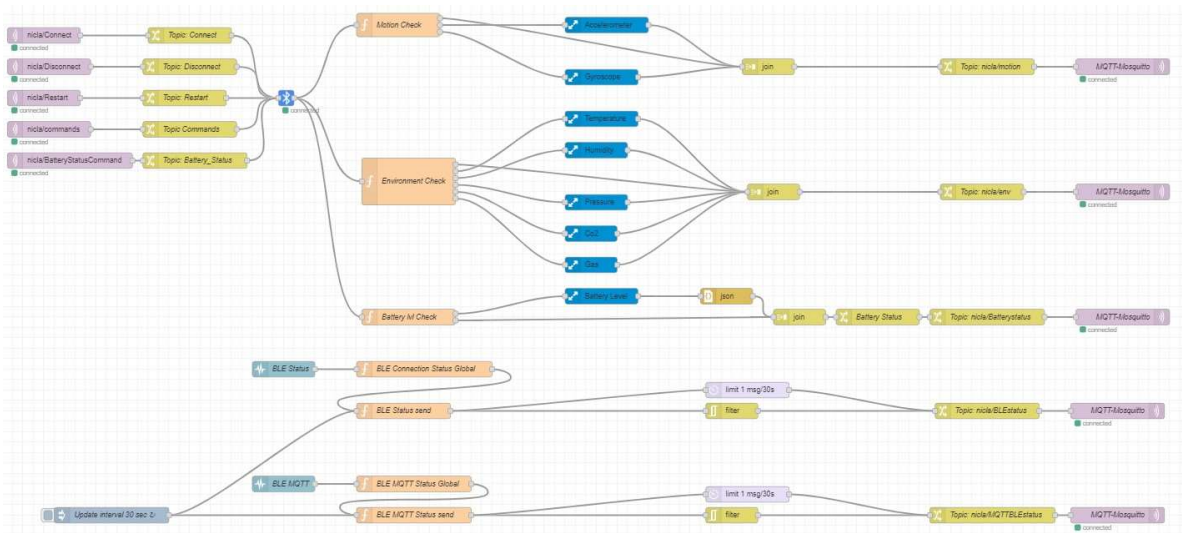 nicla/Connect
connected
Topic: Connect
nicla/Disconnect
connected
Topic: Disconnect
nicla/Restart
connected
Topic: Restart
nicla/commands
connected
Topic Commands
nicla/BatteryStatusCommand
connected
Topic: Battery_Status
connected
Motion Check
Accelerometer
Gyroscope
join
Topic: nicla/motion
MQTT-Mosquitto
connected
Environment Check
Temperature
Humidity
Pressure
Co2
Gas
join
Topic: nicla/env
MQTT-Mosquitto
connected
Battery lvl Check
Battery Level
json
join
Battery Status
Topic: nicla/Batterystatus
MQTT-Mosquitto
connected
BLE Status
BLE Connection Status Global
BLE Status send
limit 1 msg/30s
filter
Topic: nicla/BLEstatus
MQTT-Mosquitto
connected
BLE MQTT
BLE MQTT Status Global
Update interval 30 sec ↻
BLE MQTT Status send
limit 1 msg/30s
filter
Topic: nicla/MQTTBLEstatus
MQTT-Mosquitto
connected